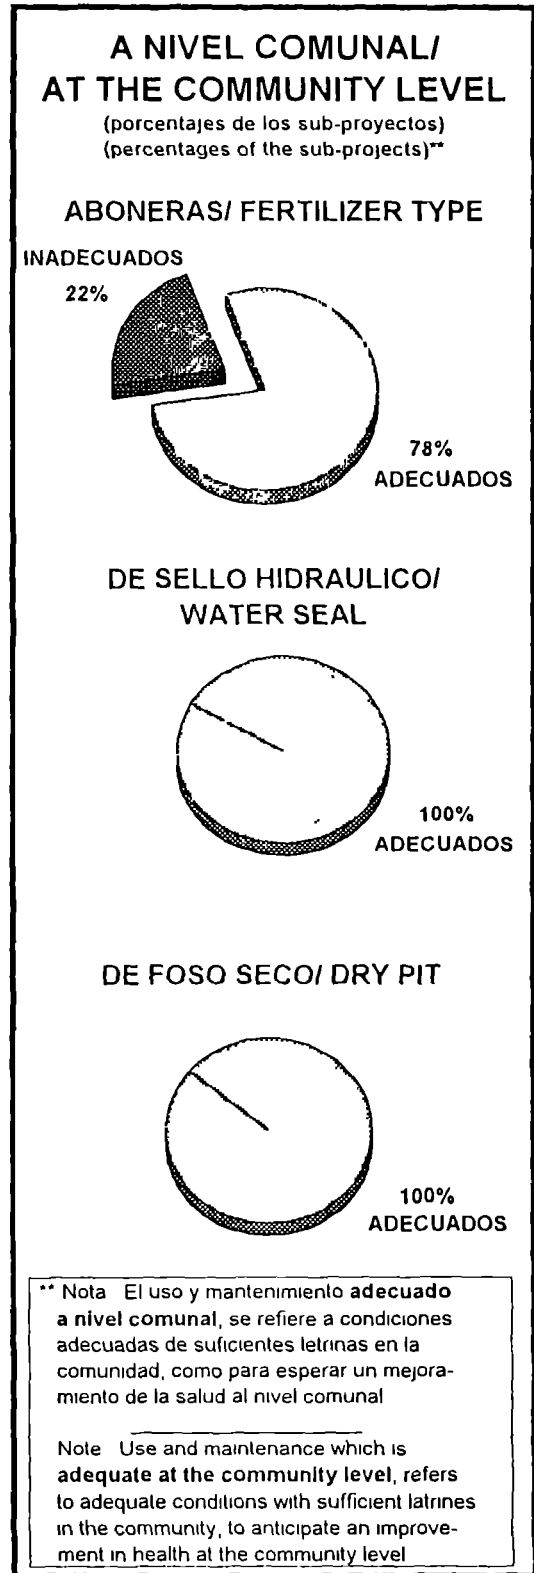 A NIVEL COMUNAL/
AT THE COMMUNITY LEVEL
(porcentajes de los sub-proyectos)
(percentages of the sub-projects)**
ABONERAS/ FERTILIZER TYPE
INADECUADOS
22%
78%
ADECUADOS
DE SELLO HIDRAULICO/
WATER SEAL
100%
ADECUADOS
DE FOSO SECO/ DRY PIT
100%
ADECUADOS
** Nota El uso y mantenimiento adecuado
a nivel comunal, se refiere a condiciones
adecuadas de suficientes letrinas en la
comunidad, como para esperar un mejora-
miento de la salud al nivel comunal
Note Use and maintenance which is
adequate at the community level, refers
to adequate conditions with sufficient latrines
in the community, to anticipate an improve-
ment in health at the community level